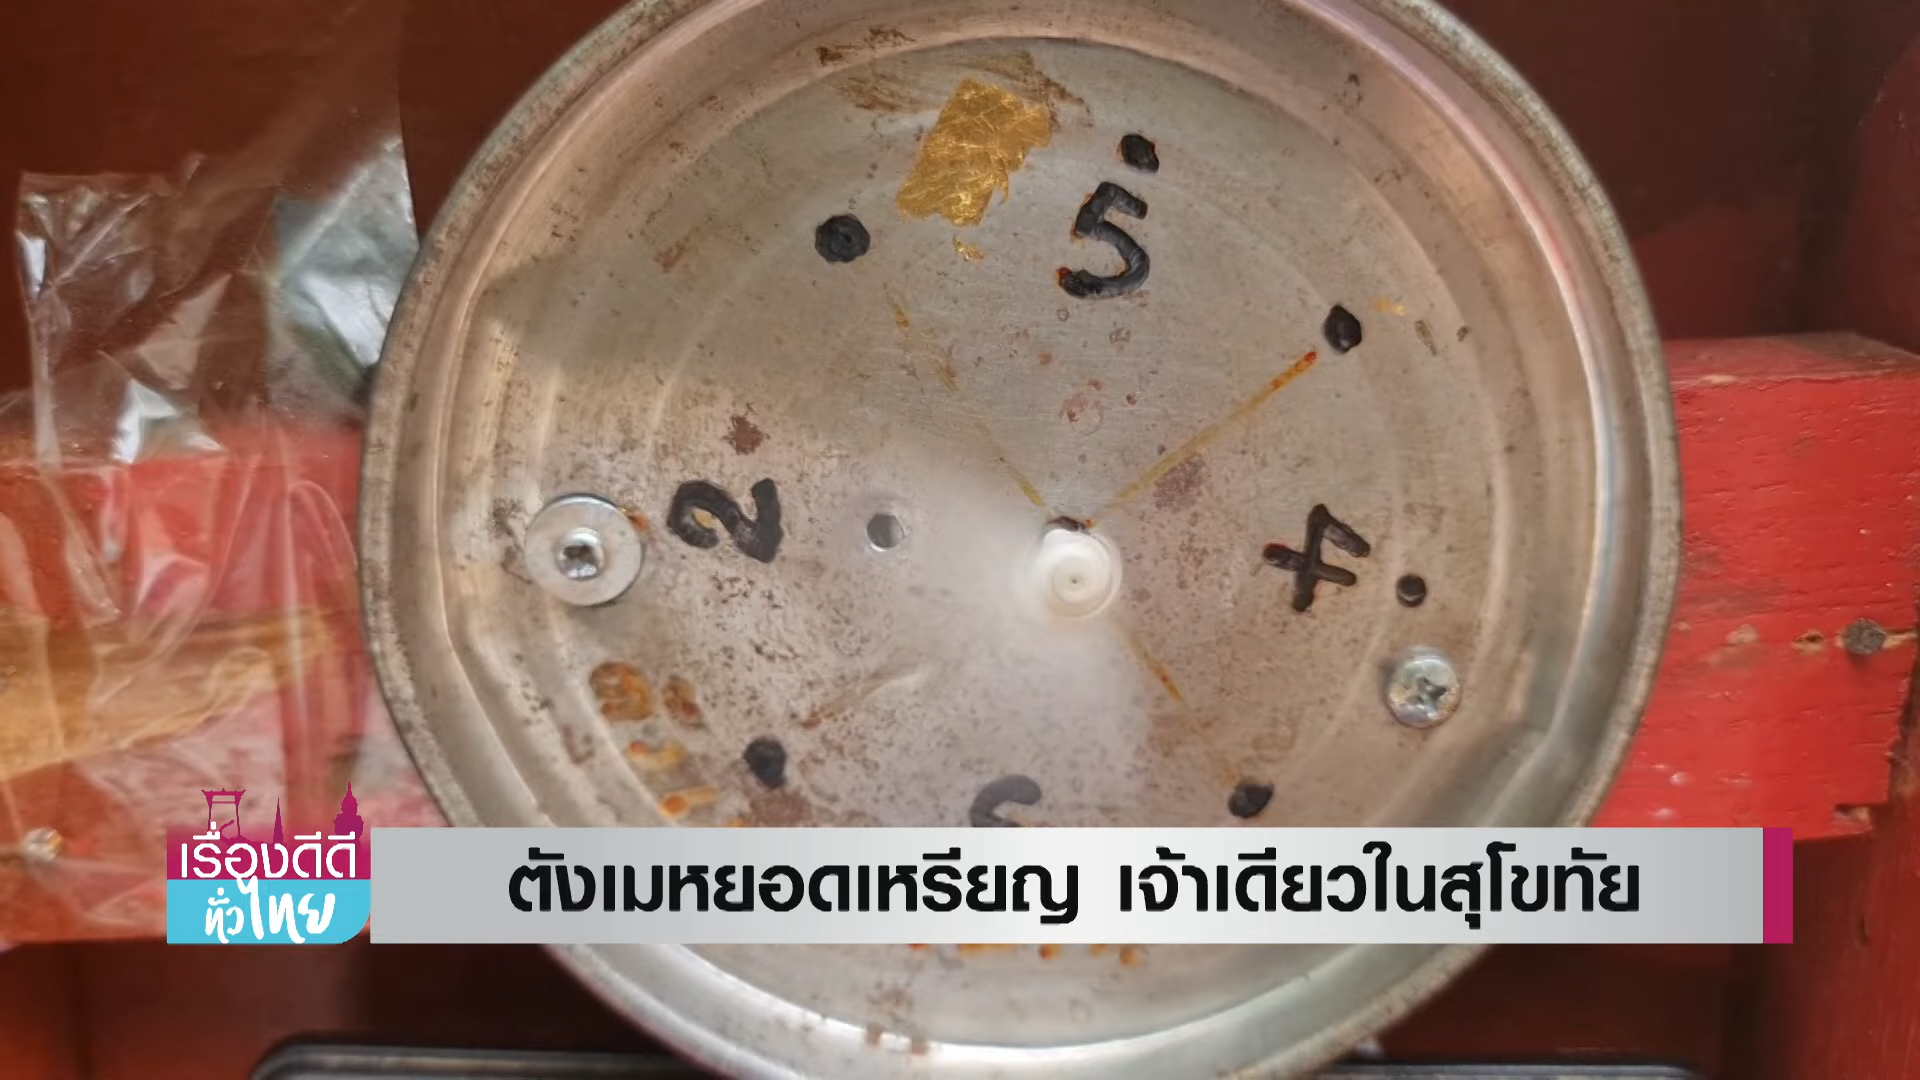 5
2
4
เรื่องดีดี
ทั่วไทย
ตังเมหยอดเหรียญ เจ้าเดียวในสุโขทัย